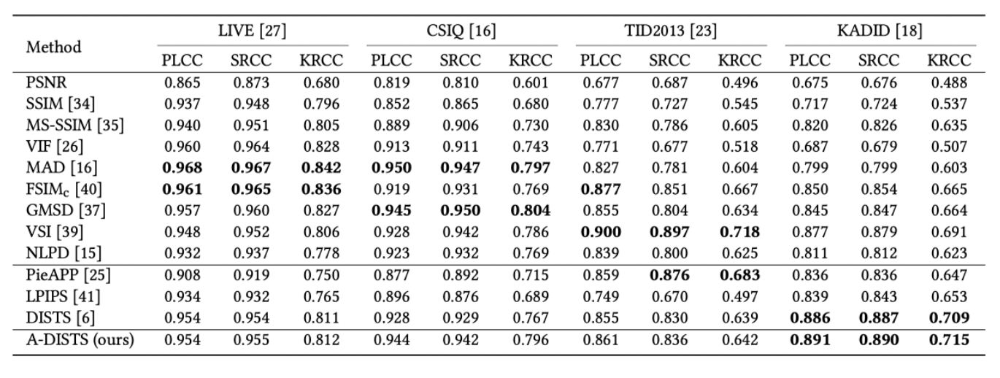 LIVE [27] CSIQ [16] TID2013 [23] KADID [18]
Method
PLCC SRCC KRCC PLCC SRCC KRCC PLCC SRCC KRCC PLCC SRCC KRCC
PSNR 0.865 0.873 0.680 0.819 0.810 0.601 0.677 0.687 0.496 0.675 0.676 0.488
SSIM [34] 0.937 0.948 0.796 0.852 0.865 0.680 0.777 0.727 0.545 0.717 0.724 0.537
MS-SSIM [35] 0.940 0.951 0.805 0.889 0.906 0.730 0.830 0.786 0.605 0.820 0.826 0.635
VIF [26] 0.960 0.964 0.828 0.913 0.911 0.743 0.771 0.677 0.518 0.687 0.679 0.507
MAD [16] 0.968 0.967 0.842 0.950 0.947 0.797 0.827 0.781 0.604 0.799 0.799 0.603
FSIMc [40] 0.961 0.965 0.836 0.919 0.931 0.769 0.877 0.851 0.667 0.850 0.854 0.665
GMSD [37] 0.957 0.960 0.827 0.945 0.950 0.804 0.855 0.804 0.634 0.845 0.847 0.664
VSI [39] 0.948 0.952 0.806 0.928 0.942 0.786 0.900 0.897 0.718 0.877 0.879 0.691
NLPD [15] 0.932 0.937 0.778 0.923 0.932 0.769 0.839 0.800 0.625 0.811 0.812 0.623
PieAPP [25] 0.908 0.919 0.750 0.877 0.892 0.715 0.859 0.876 0.683 0.836 0.836 0.647
LPIPS [41] 0.934 0.932 0.765 0.896 0.876 0.689 0.749 0.670 0.497 0.839 0.843 0.653
DISTS [6] 0.954 0.954 0.811 0.928 0.929 0.767 0.855 0.830 0.639 0.886 0.887 0.709
A-DISTS (ours) 0.954 0.955 0.812 0.944 0.942 0.796 0.861 0.836 0.642 0.891 0.890 0.715